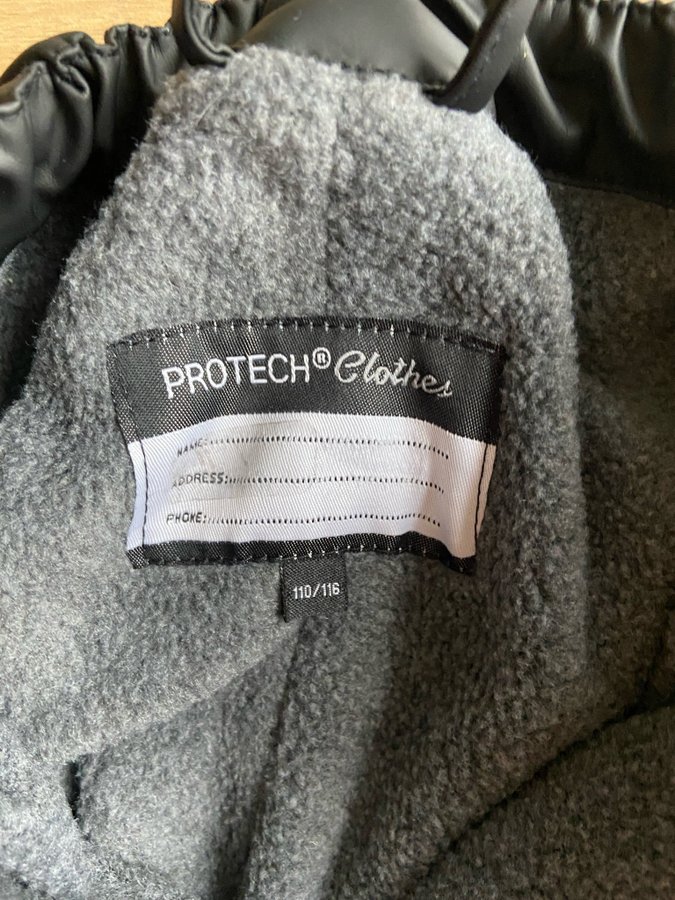 PROTECH® Clothes
NAME:
ADDRESS:
PHONE:
110/116